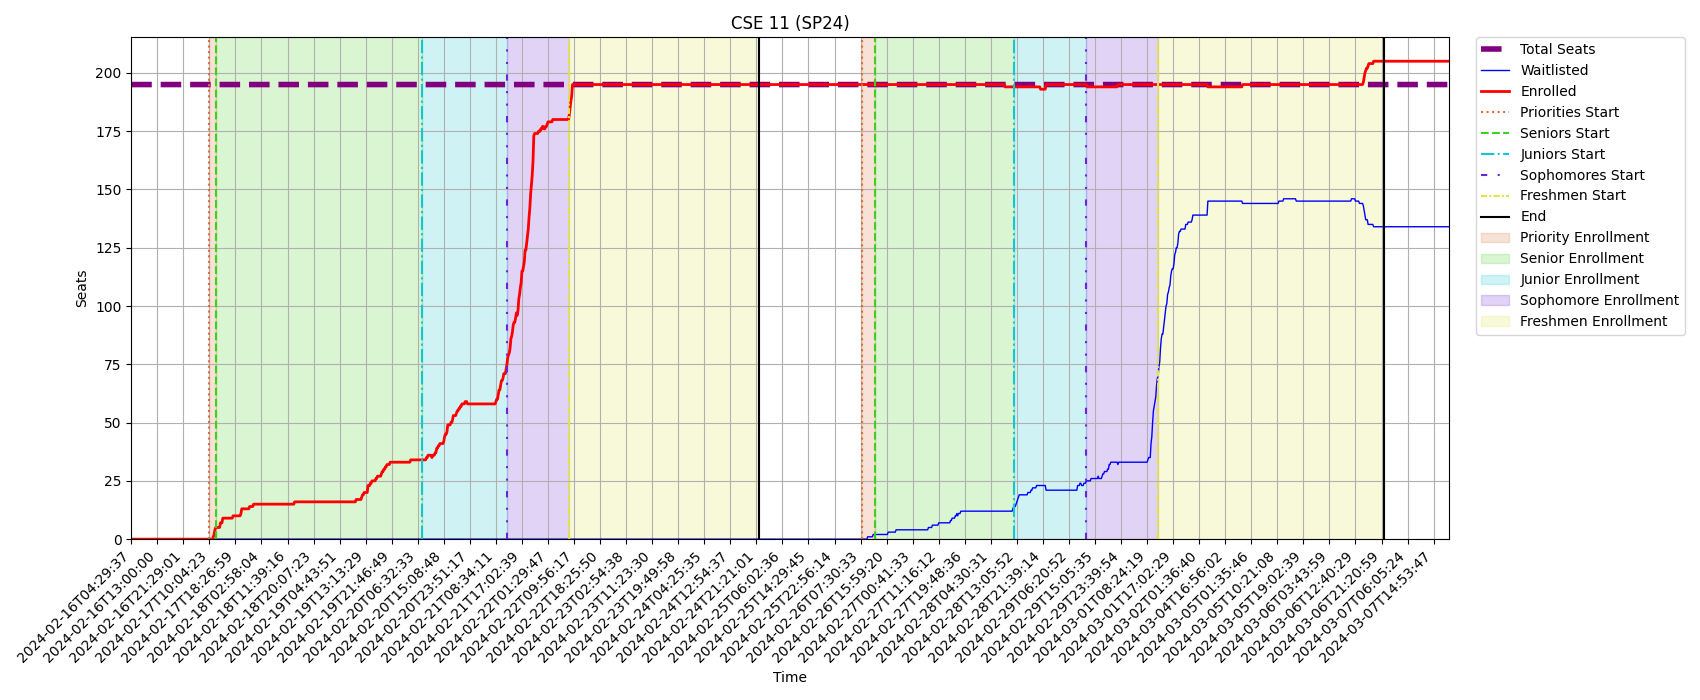 CSE 11 (SP24)
Seats
200
175
150
125
100
75
50
25
0
2024-02-16T04:29:37
2024-02-16T13:00:00
2024-02-16T21:29:01
2024-02-17T10:04:23
2024-02-17T18:26:59
2024-02-18T02:58:04
2024-02-18T11:39:16
2024-02-18T20:07:23
2024-02-19T04:43:51
2024-02-19T13:13:29
2024-02-19T21:46:49
2024-02-20T06:32:33
2024-02-20T15:08:49
2024-02-20T23:51:17
2024-02-21T08:34:11
2024-02-21T17:02:39
2024-02-22T01:29:47
2024-02-22T09:56:17
2024-02-22T18:25:50
2024-02-23T02:54:38
2024-02-23T11:23:30
2024-02-23T19:49:58
2024-02-24T04:25:35
2024-02-24T12:54:37
2024-02-24T21:21:01
2024-02-25T06:02:36
2024-02-25T14:29:45
2024-02-25T22:56:14
2024-02-26T07:30:33
2024-02-26T15:59:20
2024-02-27T00:41:33
2024-02-27T11:16:12
2024-02-27T19:48:36
2024-02-28T04:30:31
2024-02-28T13:05:52
2024-02-28T21:39:14
2024-02-29T06:20:52
2024-02-29T15:05:35
2024-02-29T23:39:54
2024-03-01T08:24:19
2024-03-01T17:02:29
2024-03-02T01:36:40
2024-03-04T16:56:02
2024-03-05T01:35:46
2024-03-05T10:21:08
2024-03-05T19:02:39
2024-03-06T03:43:59
2024-03-06T12:40:29
2024-03-06T21:20:59
2024-03-07T06:05:24
2024-03-07T14:53:47
Time
Total Seats
Waitlisted
Enrolled
Priorities Start
Seniors Start
Juniors Start
Sophomores Start
Freshmen Start
End
Priority Enrollment
Senior Enrollment
Junior Enrollment
Sophomore Enrollment
Freshmen Enrollment